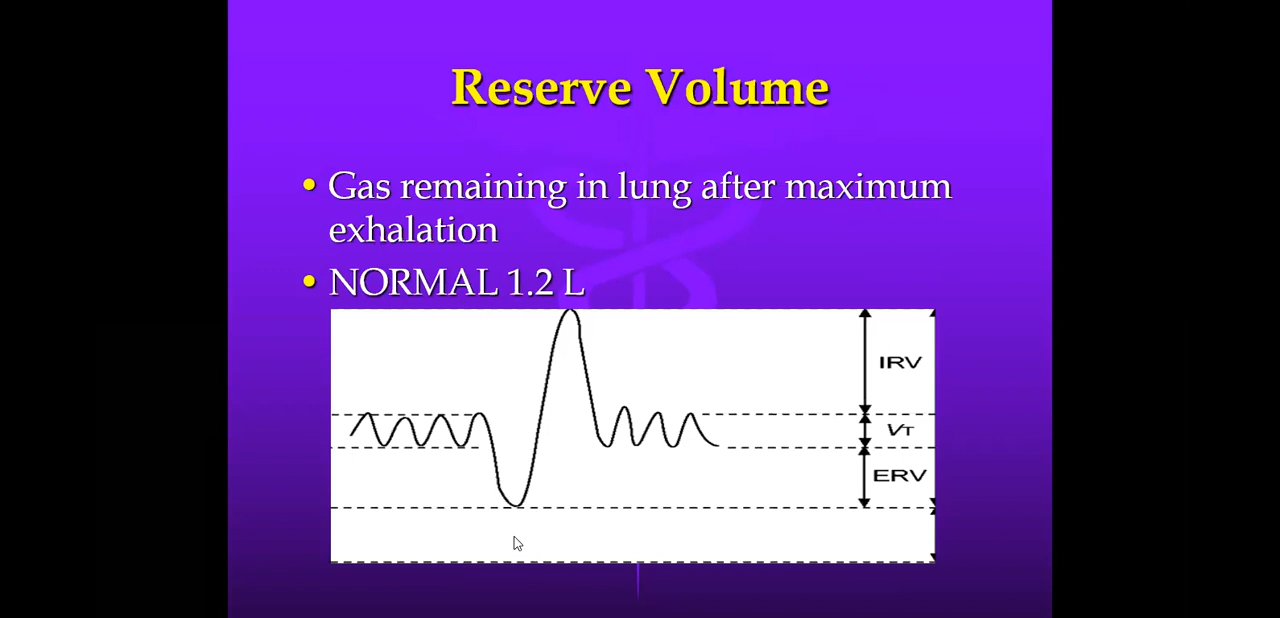 Reserve Volume
• Gas remaining in lung after maximum
exhalation
• NORMAL 1.2 L
IRV
VT
ERV